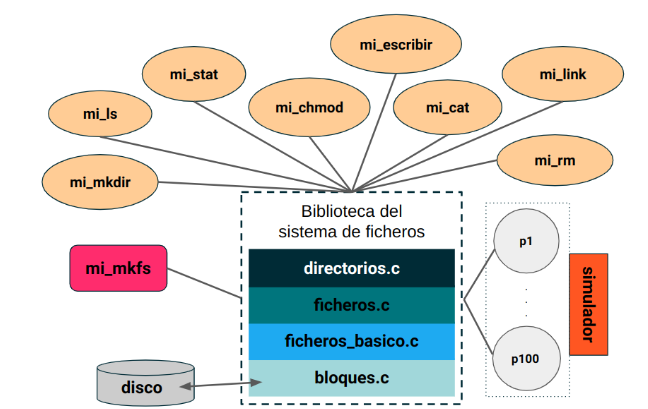 mi_escribir
mi_stat
mi_link
mi_ls
mi_chmod
mi_cat
mi_mkdir
mi_rm
Biblioteca del
sistema de ficheros
directorios.c
ficheros.c
ficheros_basico.c
bloques.c
mi_mkfs
disco
p1
.
.
p100
simulador